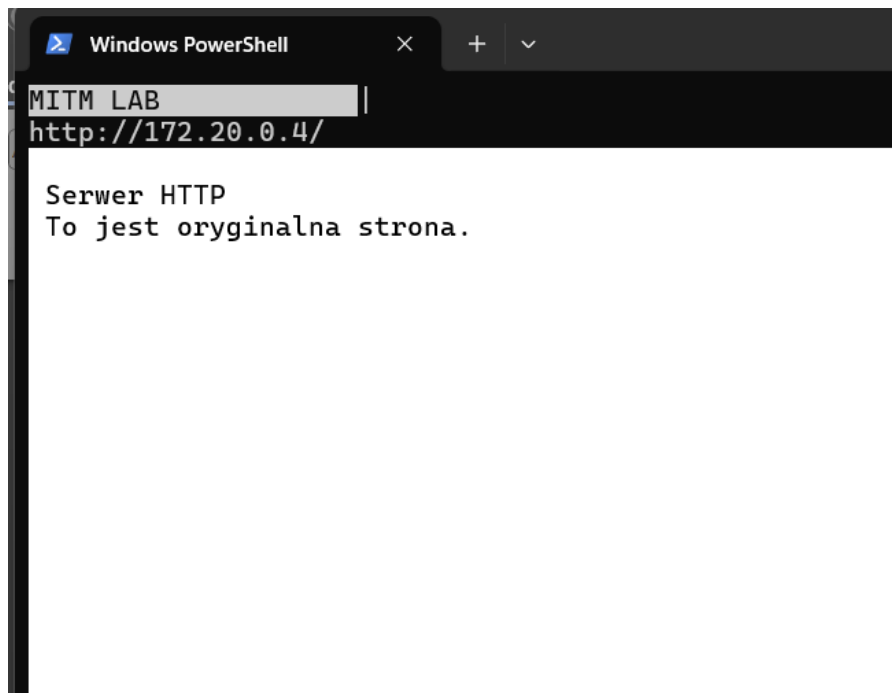 Windows PowerShell
MITM LAB
http://172.20.0.4/
Serwer HTTP
To jest oryginalna strona.